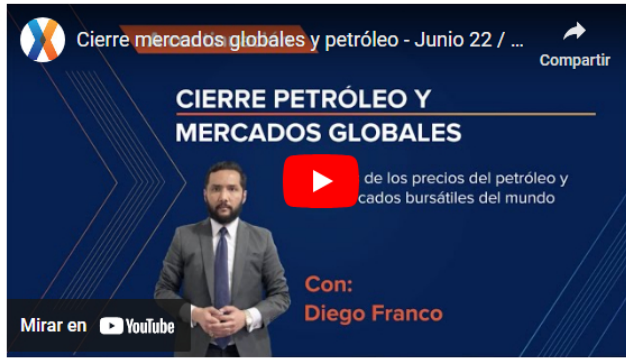 Cierre mercados globales y petróleo - Junio 22 / ...
Compartir
CIERRE PETRÓLEO Y
MERCADOS GLOBALES
de los precios del petróleo y
cados bursátiles del mundo
Con:
Diego Franco
Mirar en YouTube